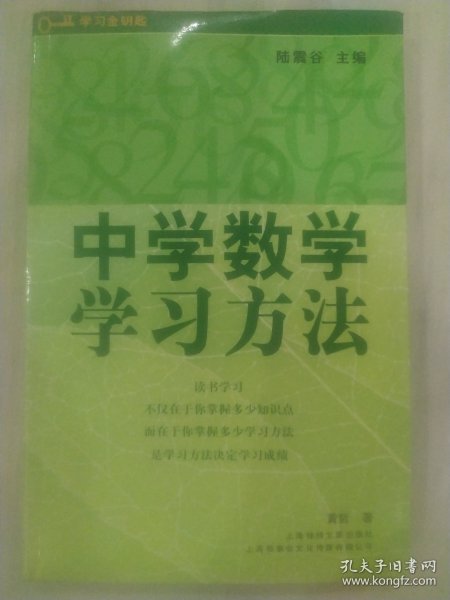 学习金钥匙
陆震谷 主编
中学数学
学习方法
读书学习
不仅在于你掌握多少知识点
而在于你掌握多少学习方法
是学习方法决定学习成绩
著
孔夫子旧书网
www.kongfz.com